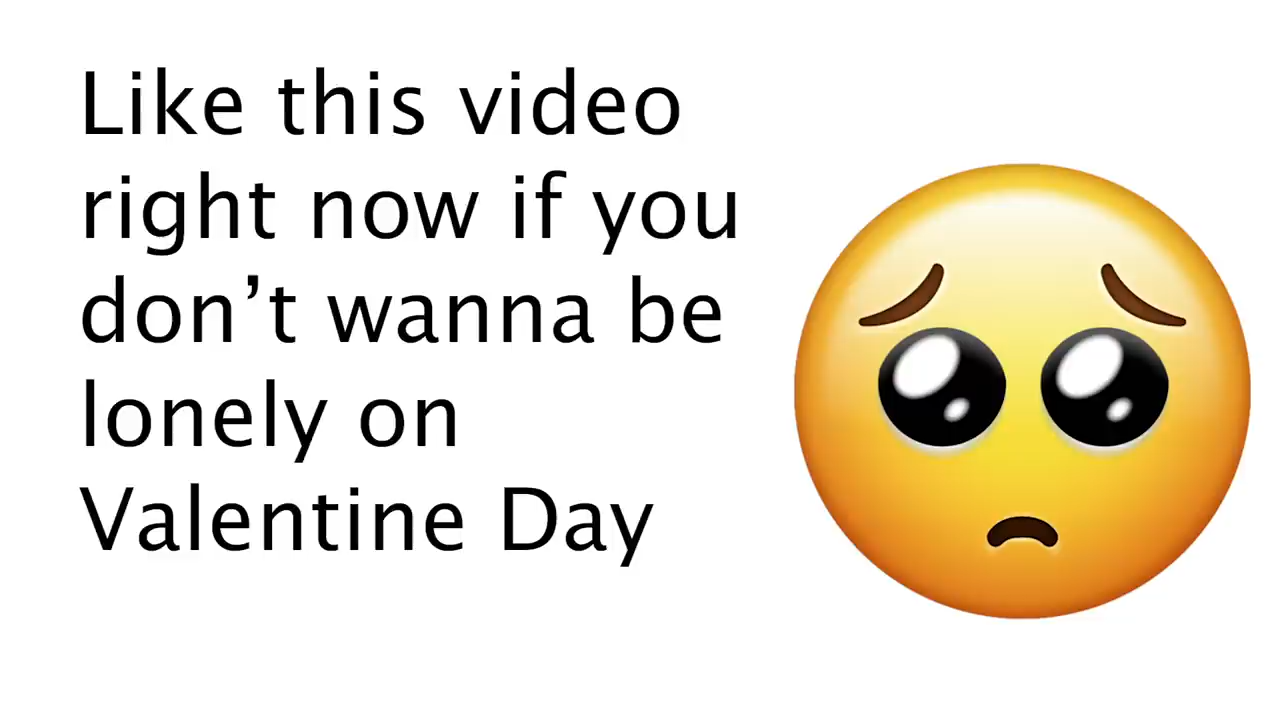 Like this video
right now if you
don’t wanna be
lonely on
Valentine Day